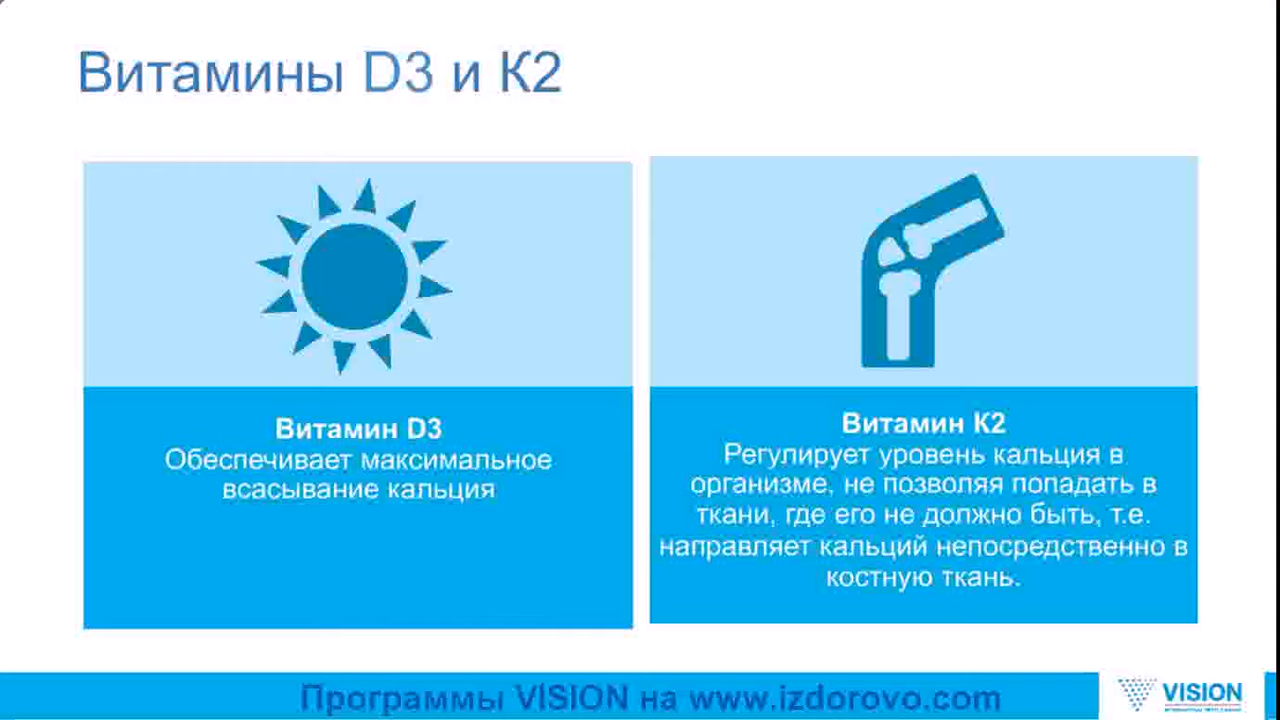 Витамины D3 и К2
Витамин D3
Обеспечивает максимальное
всасывание кальция
Витамин К2
Регулирует уровень кальция в
организме, не позволяя попадать в
ткани, где его не должно быть, т.е.
направляет кальций непосредственно в
костную ткань.
Программы VISION на www.izdorovo.com
VISION